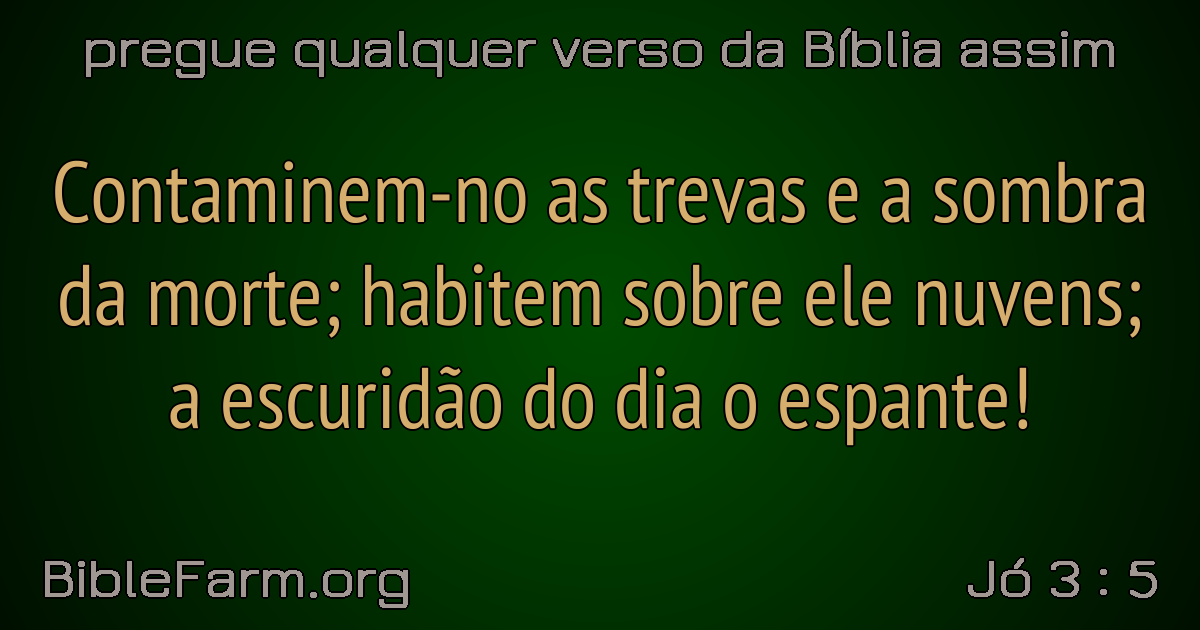 pregue qualquer verso da Bíblia assim
Contaminem-no as trevas e a sombra
da morte; habitem sobre ele nuvens;
a escuridão do dia o espante!
BibleFarm.org
Jó 3 : 5